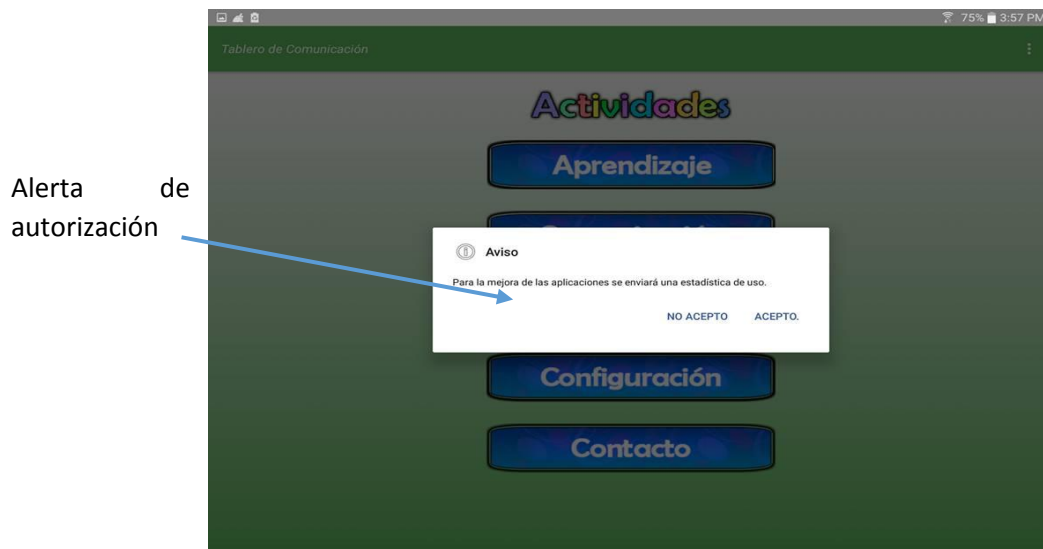 75% 3:57 PM
Tablero de Comunicación
Actividades
Aprendizaje
Alerta de
autorización
Aviso
Para la mejora de las aplicaciones se enviará una estadística de uso.
NO ACEPTO ACEPTO.
Configuración
Contacto